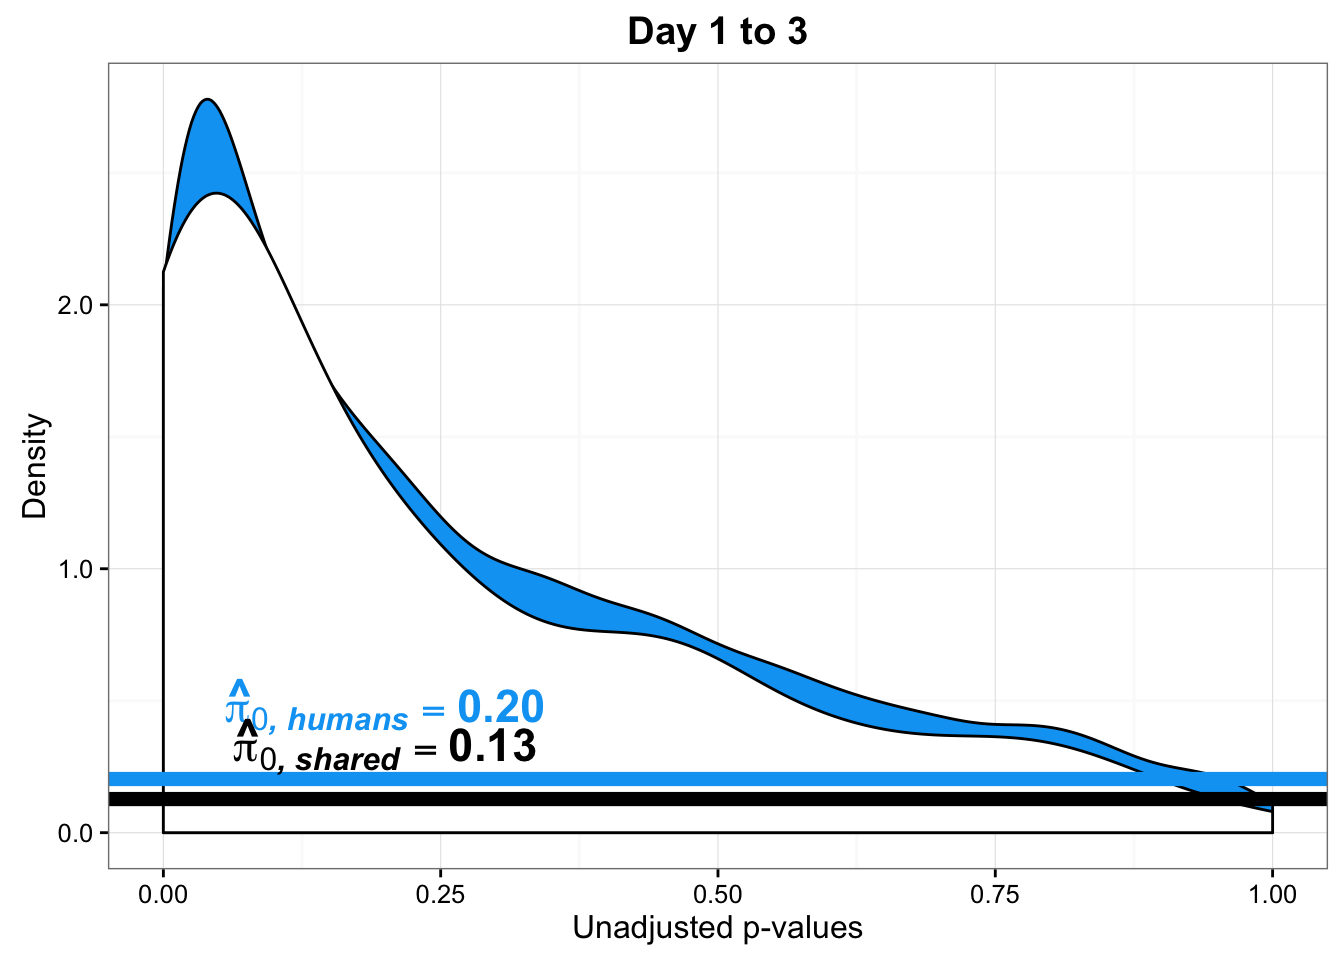 Day 1 to 3
Density
2.0
1.0
0.0
π̂0, humans = 0.20
π̂0, shared = 0.13
0.00 0.25 0.50 0.75 1.00
Unadjusted p-values